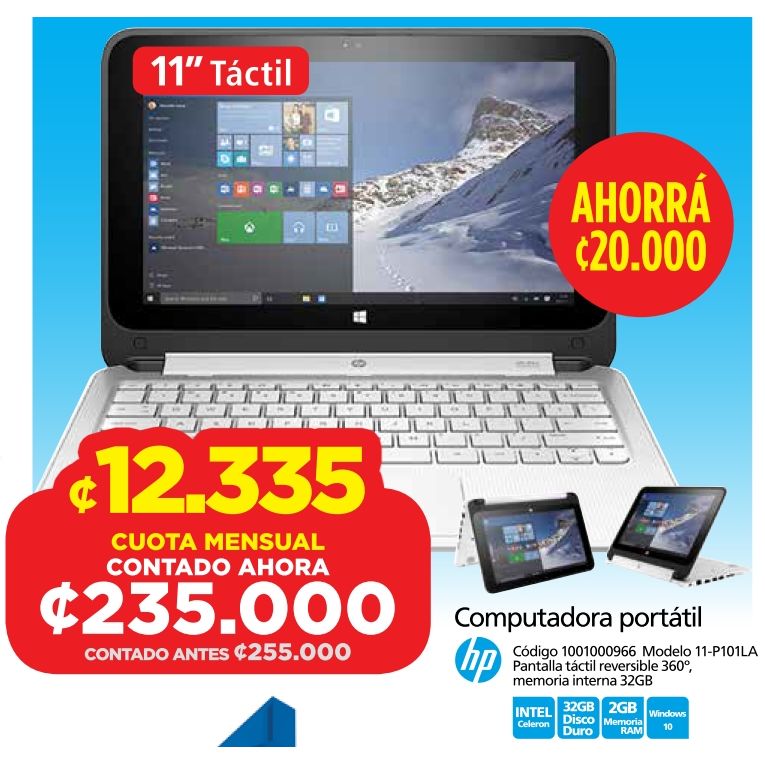 11” Táctil
AHORRÁ
¢20.000
¢12.335
CUOTA MENSUAL
CONTADO AHORA
¢235.000
CONTADO ANTES ¢255.000
Computadora portátil
hp
Código 1001000966 Modelo 11-P101LA
Pantalla táctil reversible 360°,
memoria interna 32GB
INTEL
Celeron
32GB
Disco
Duro
2GB
Memoria
RAM
Windows
10